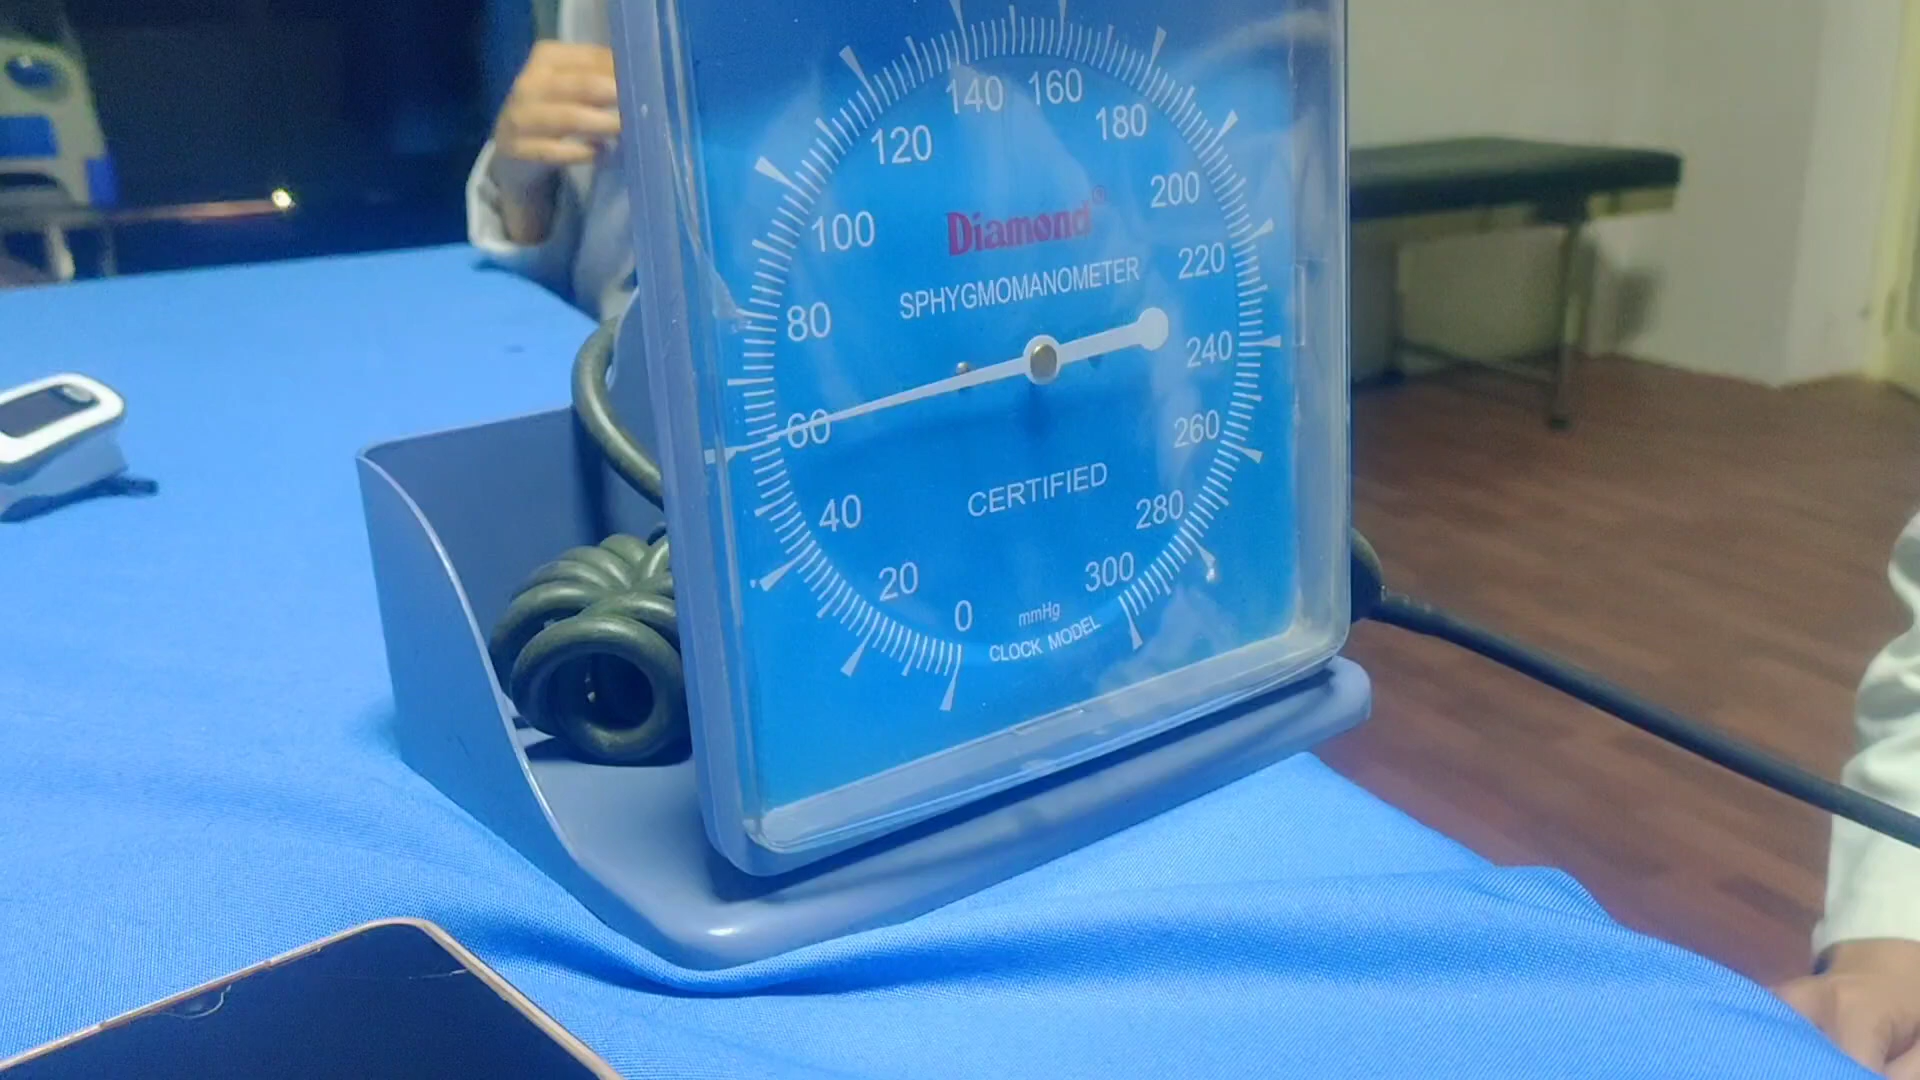 140 160
120 180
100 200
Diamond®
80 220
SPHYGMOMANOMETER
60 240
260
40 CERTIFIED 280
20 300
0 mmHg
CLOCK MODEL